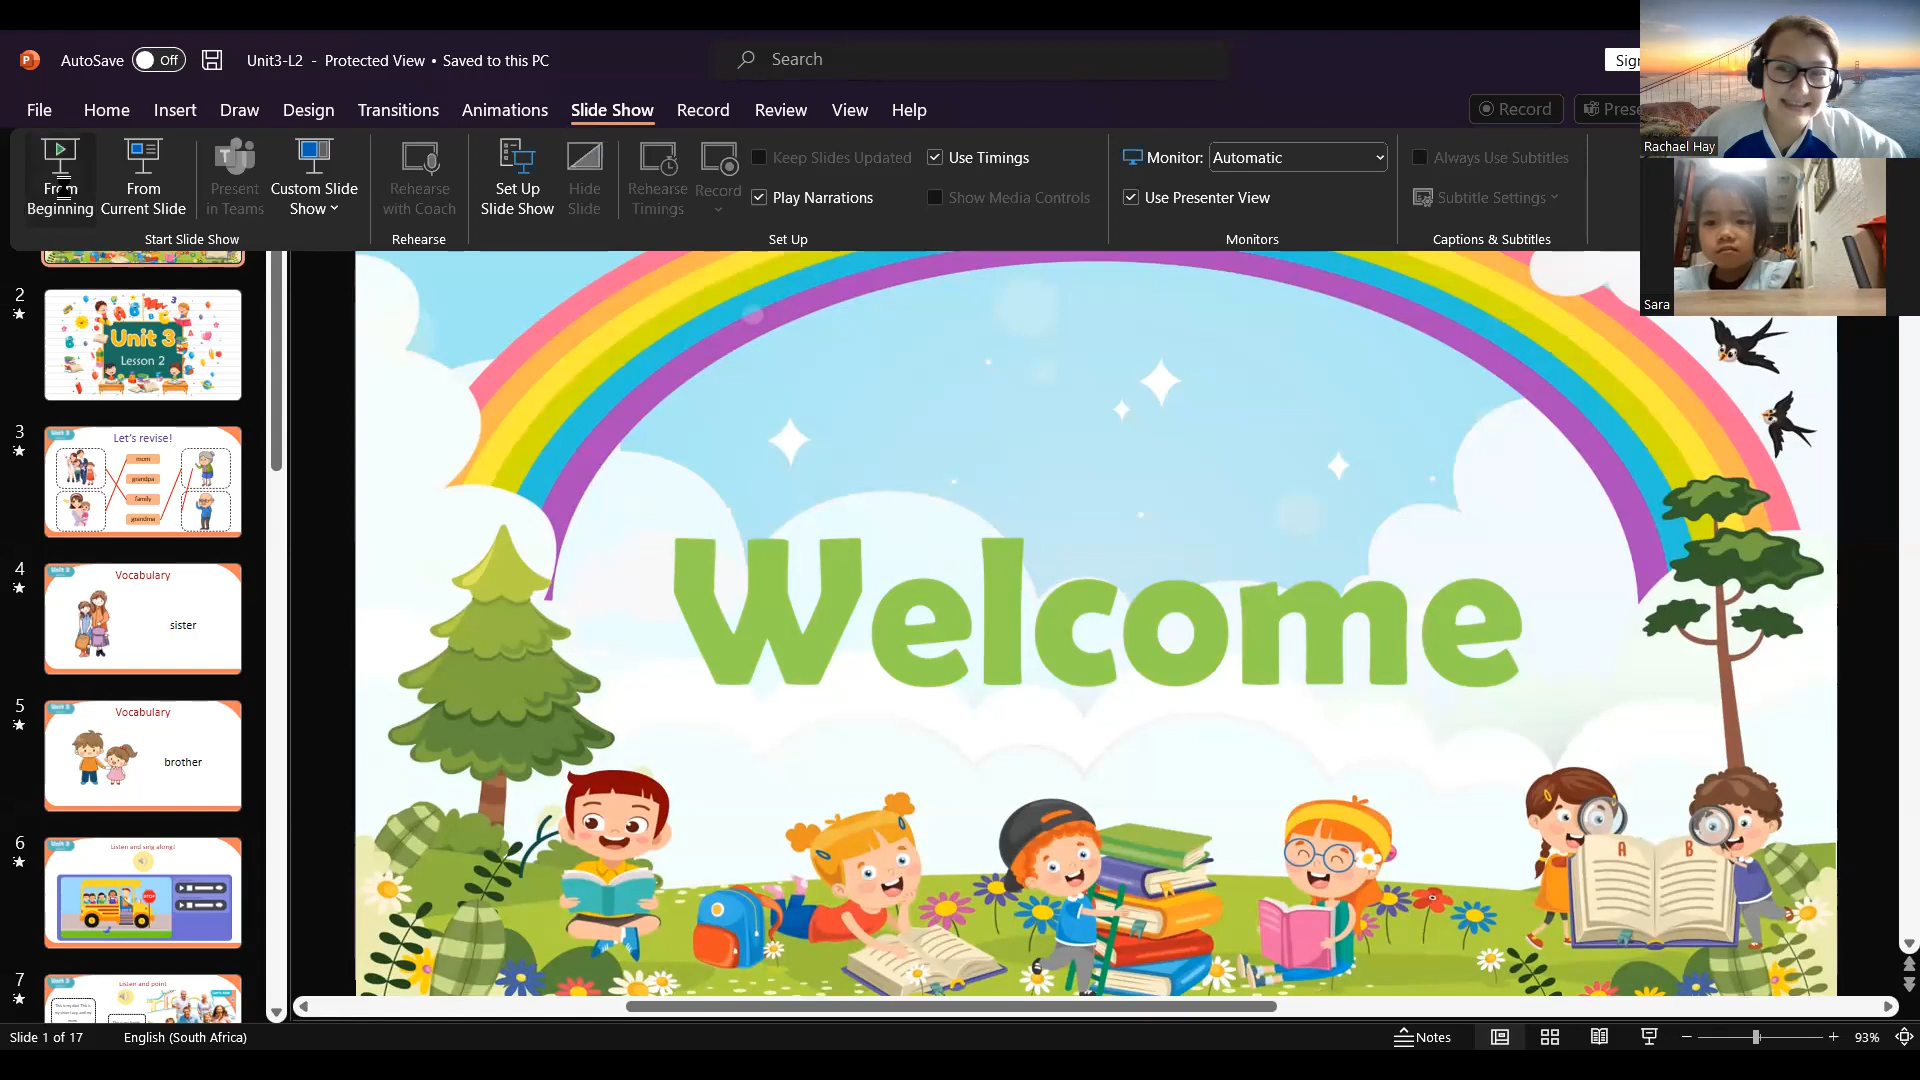 AutoSave Off Unit3-L2 - Protected View • Saved to this PC Search
File Home Insert Draw Design Transitions Animations Slide Show Record Review View Help Record
From Beginning
From Current Slide
Present in Teams
Custom Slide Show
Start Slide Show
Rehearse with Coach
Rehearse
Set Up Slide Show
Hide Slide
Rehearse Timings
Record
Keep Slides Updated
Play Narrations
Use Timings
Show Media Controls
Set Up
Monitor: Automatic
Use Presenter View
Monitors
Always Use Subtitles
Subtitle Settings
Captions & Subtitles
Rachael Hay
Sara
2
Unit 3
Lesson 2
3
Let's revise!
mom
grandpa
family
grandma
4
Vocabulary
sister
5
Vocabulary
brother
6
Listen and sing along!
7
Listen and point
Welcome
A B
Slide 1 of 17 English (South Africa) Notes 93%